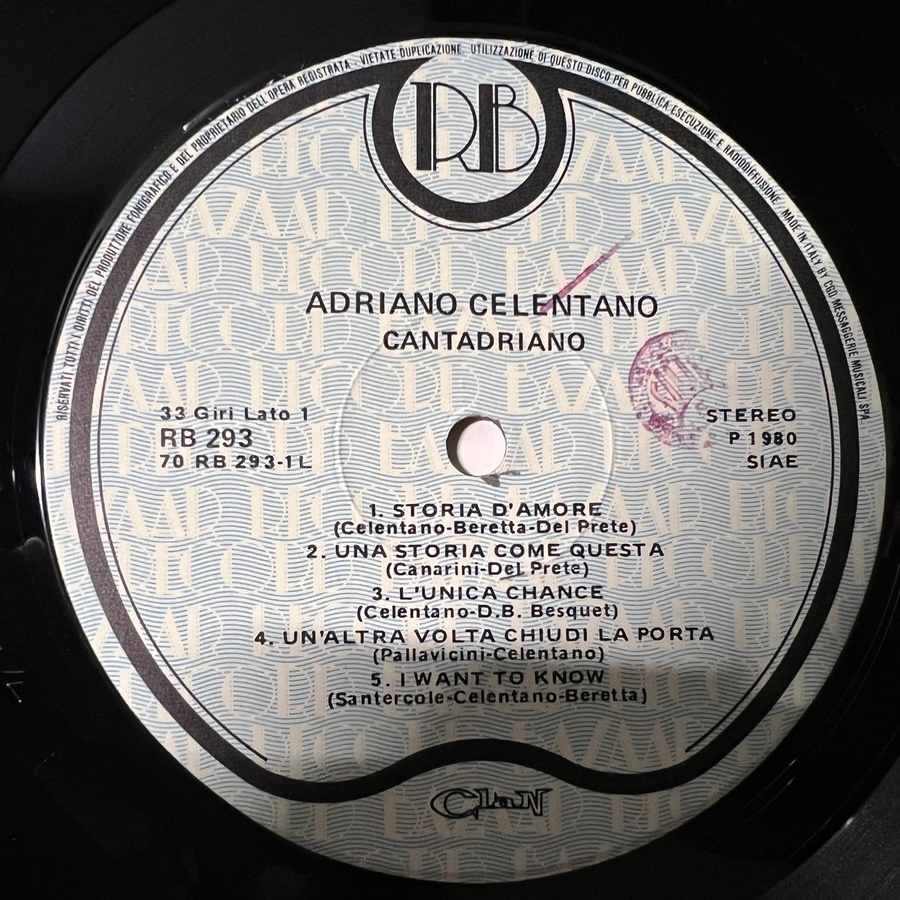 RISERVATI TUTTI I DIRITTI DEL PRODUTTORE FONOGRAFICO E DEL PROPRIETARIO DELL'OPERA REGISTRATA - VIETATE DUPLICAZIONE, UTILIZZAZIONE DI QUESTO DISCO PER PUBBLICA ESECUZIONE E RADIODIFFUSIONE / MADE IN ITALY BY CGD MESSAGGERIE MUSICALI SPA
RB
ADRIANO CELENTANO
CANTADRIANO
33 Giri Lato 1
RB 293
70 RB 293-1L
STEREO
P 1980
SIAE
1. STORIA D'AMORE
(Celentano-Beretta-Del Prete)
2. UNA STORIA COME QUESTA
(Canarini-Del Prete)
3. L'UNICA CHANCE
(Celentano-D.B. Besquet)
4. UN'ALTRA VOLTA CHIUDI LA PORTA
(Pallavicini-Celentano)
5. I WANT TO KNOW
(Santercole-Celentano-Beretta)
CLaN